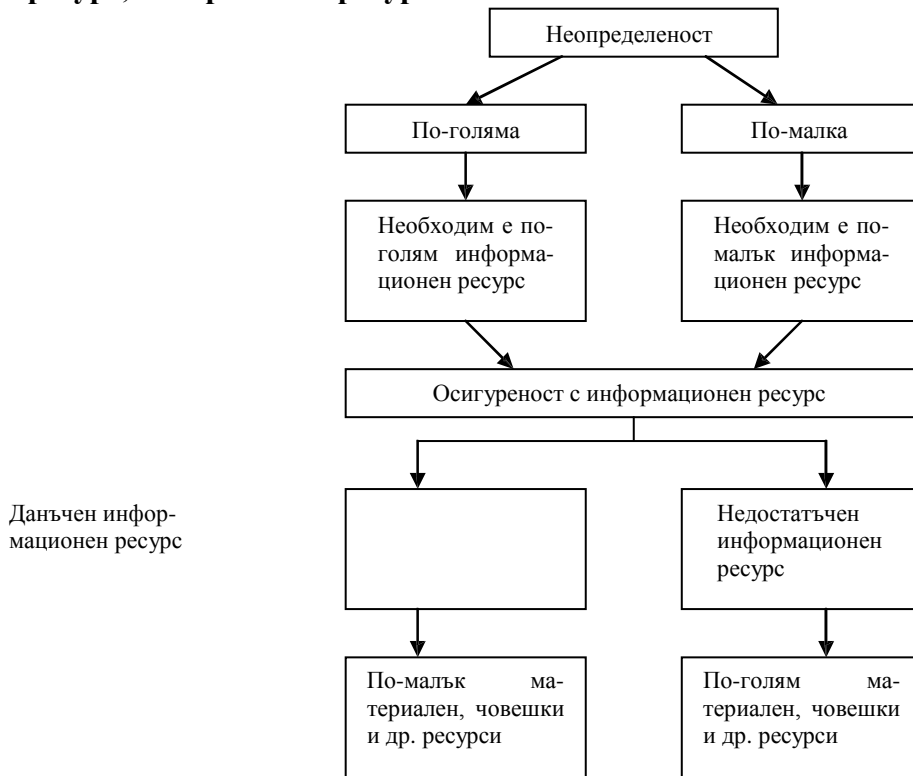 Неопределеност
По-голяма
По-малка
Необходим е по-
голям информа-
ционен ресурс
Необходим е по-
малък информа-
ционен ресурс
Осигуреност с информационен ресурс
Данъчен инфор-
мационен ресурс
Недостатъчен
информационен
ресурс
По-малък ма-
териален, човешки
и др. ресурси
По-голям ма-
териален, човешки
и др. ресурси